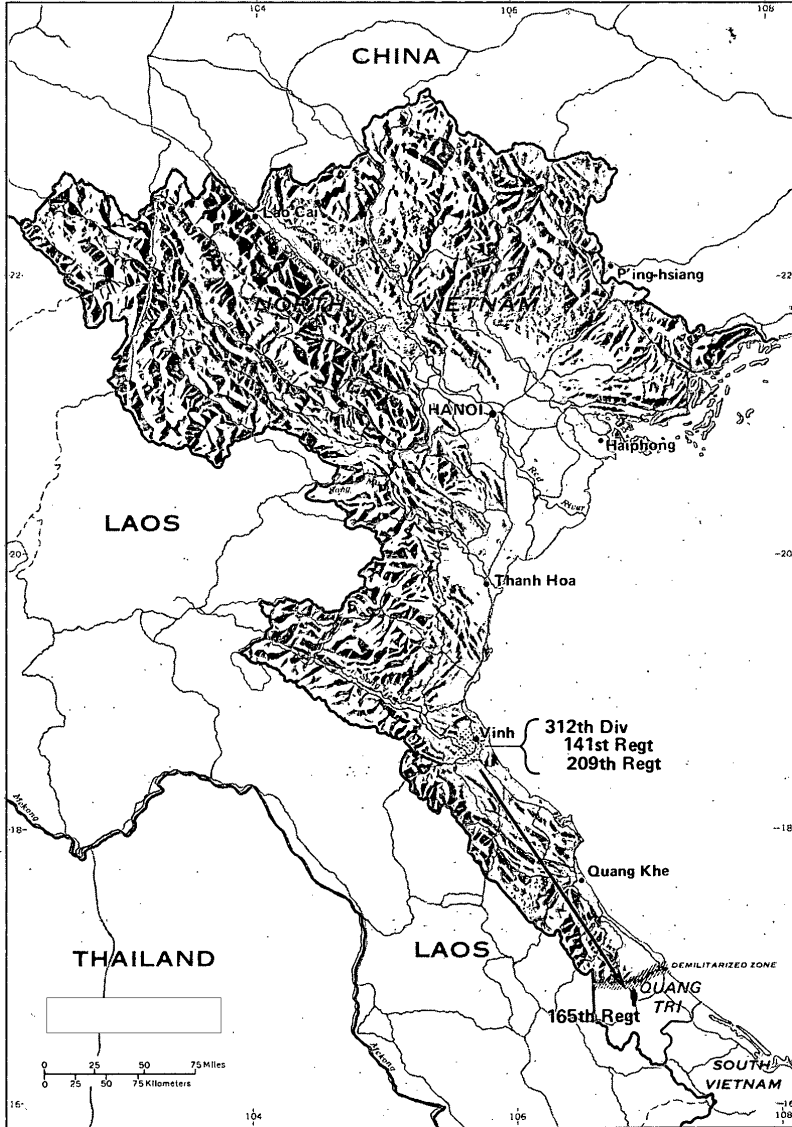 104
106
108
CHINA
Lao Cai
P'ing-hsiang
22
22
NORTH VIETNAM
HANOI
Haiphong
Red
River
LAOS
20
20
Thanh Hoa
Vinh
312th Div
141st Regt
209th Regt
Mekong
18
18
Quang Khe
THAILAND
LAOS
DEMILITARIZED ZONE
QUANG
TRI
165th Regt
0 25 50 75 Miles
0 25 50 75 Kilometers
Mekong
SOUTH
VIETNAM
16
16
104
106
108